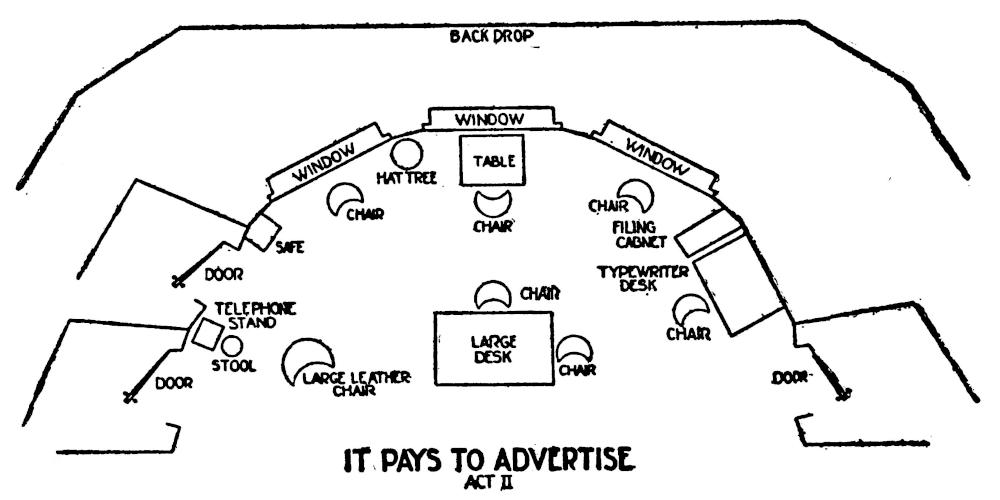 BACK DROP
WINDOW
WINDOW
WINDOW
TABLE
HAT TREE
CHAIR
CHAIR
CHAIR
FILING
CABNET
SAFE
DOOR
TYPEWRITER
DESK
TELEPHONE
STAND
CHAIR
CHAIR
STOOL
LARGE
DESK
CHAIR
DOOR
LARGE LEATHER
CHAIR
DOOR
IT PAYS TO ADVERTISE
ACT II